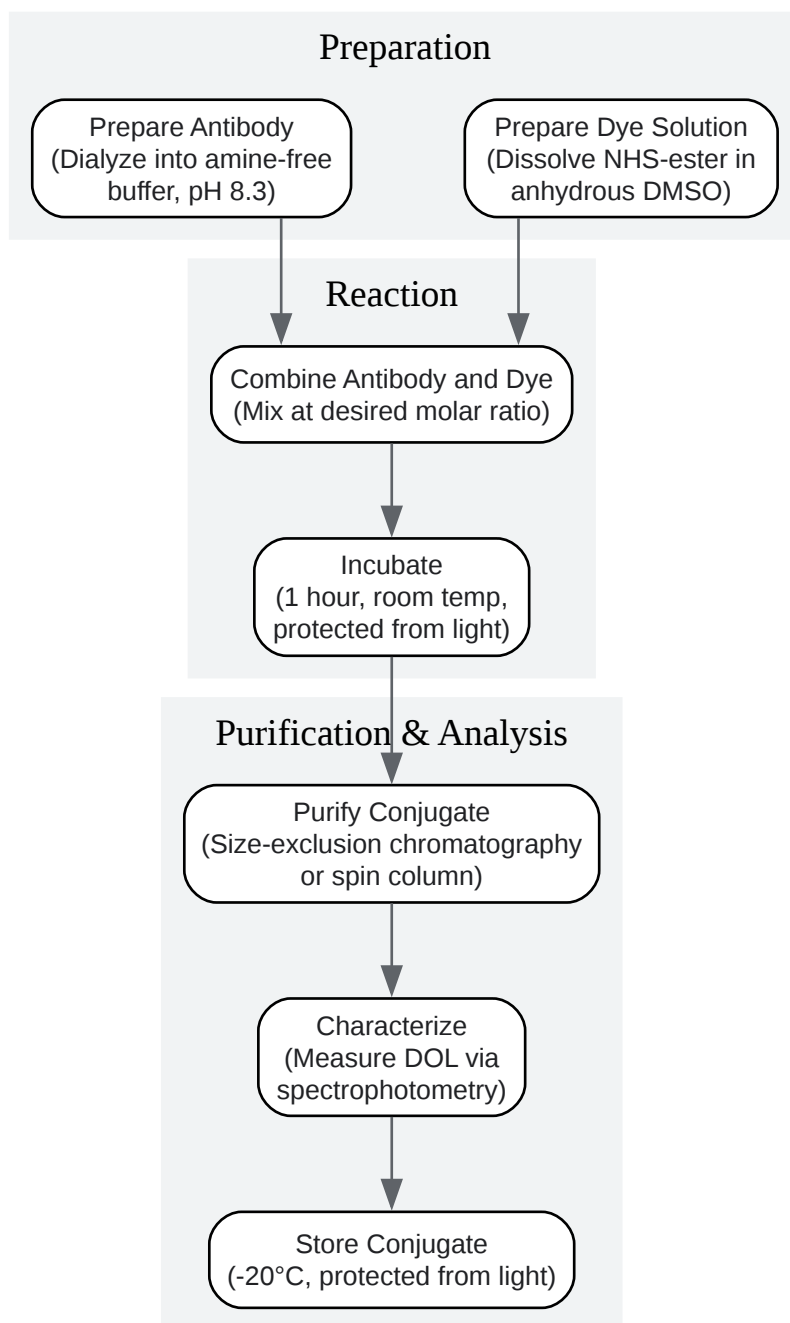 Preparation
Prepare Antibody
(Dialyze into amine-free
buffer, pH 8.3)
Prepare Dye Solution
(Dissolve NHS-ester in
anhydrous DMSO)
Reaction
Combine Antibody and Dye
(Mix at desired molar ratio)
Incubate
(1 hour, room temp,
protected from light)
Purification & Analysis
Purify Conjugate
(Size-exclusion chromatography
or spin column)
Characterize
(Measure DOL via
spectrophotometry)
Store Conjugate
(-20°C, protected from light)